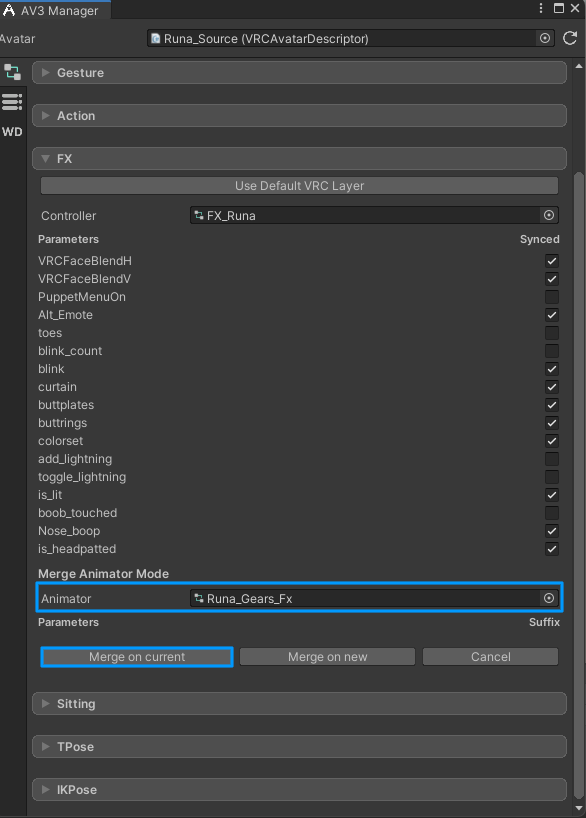 AV3 Manager
Avatar
Runa_Source (VRCAvatarDescriptor)
WD
Gesture
Action
FX
Use Default VRC Layer
Controller
FX_Runa
Parameters
Synced
VRCFaceBlendH
VRCFaceBlendV
PuppetMenuOn
Alt_Emote
toes
blink_count
blink
curtain
buttplates
buttrings
colorset
add_lightning
toggle_lightning
is_lit
boob_touched
Nose_boop
is_headpatted
Merge Animator Mode
Animator
Runa_Gears_Fx
Parameters
Suffix
Merge on current
Merge on new
Cancel
Sitting
TPose
IKPose